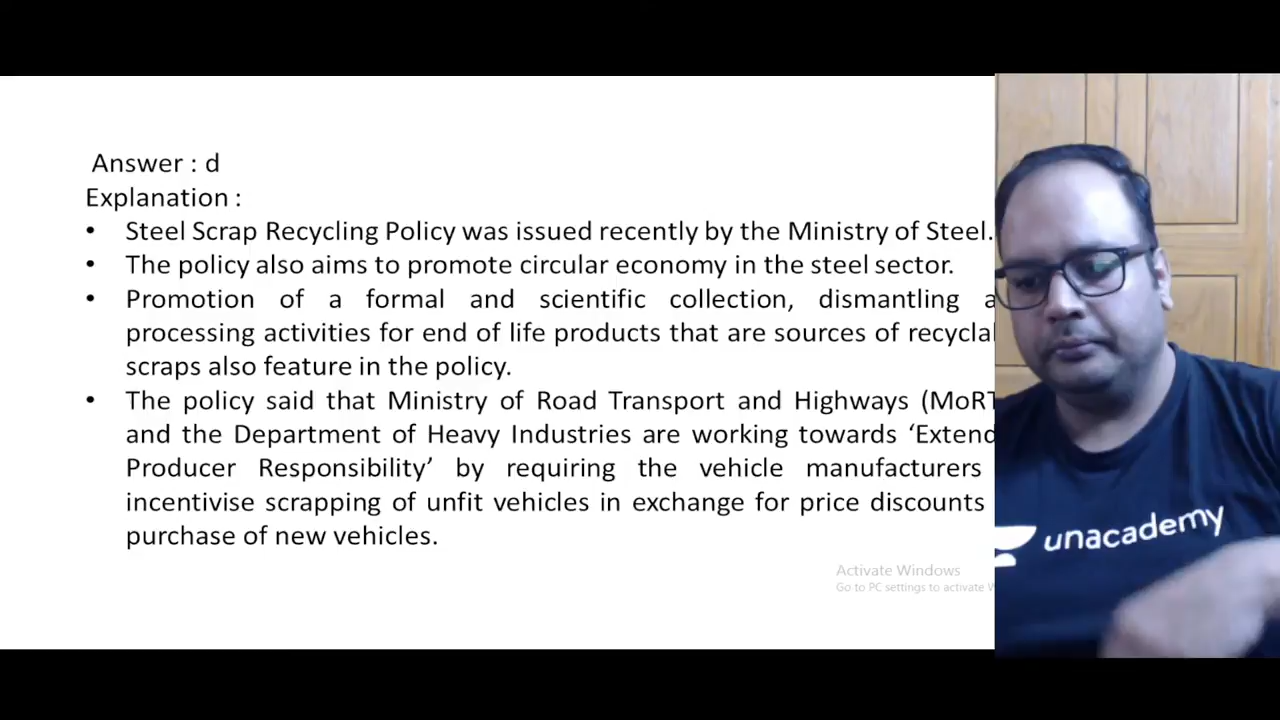 Answer : d
Explanation :
• Steel Scrap Recycling Policy was issued recently by the Ministry of Steel.
• The policy also aims to promote circular economy in the steel sector.
• Promotion of a formal and scientific collection, dismantling a
processing activities for end of life products that are sources of recycla
scraps also feature in the policy.
• The policy said that Ministry of Road Transport and Highways (MoRT
and the Department of Heavy Industries are working towards ‘Extend
Producer Responsibility’ by requiring the vehicle manufacturers
incentivise scrapping of unfit vehicles in exchange for price discounts
purchase of new vehicles.
unacademy
Activate Windows
Go to PC settings to activate W